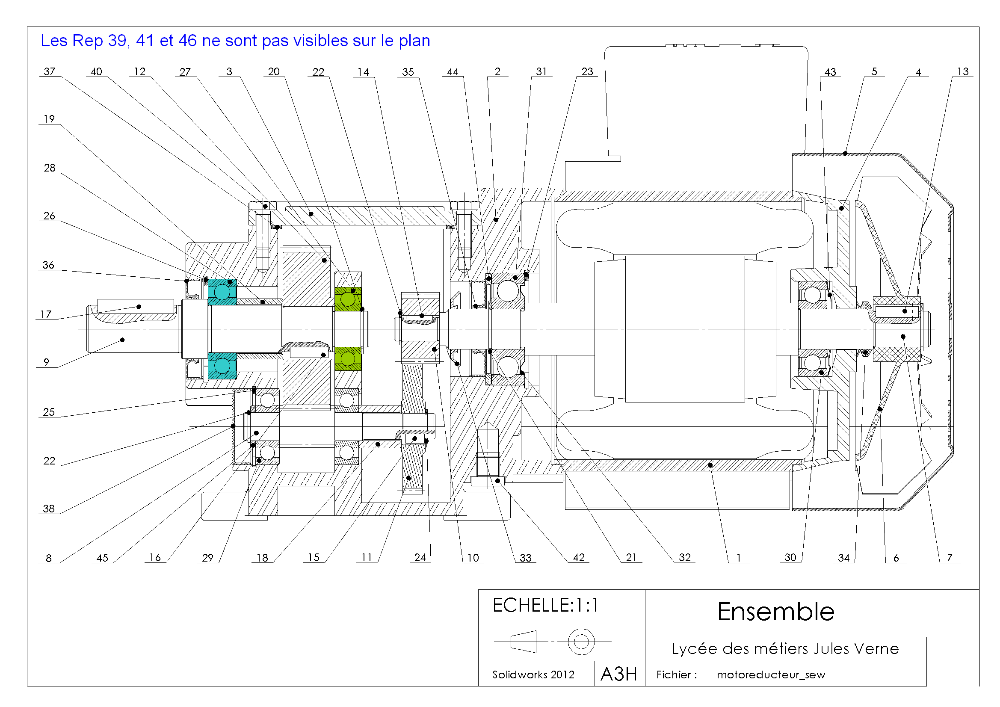 Les Rep 39, 41 et 46 ne sont pas visibles sur le plan
37 40 12 27 3 20 22 14 35 44 2 31 23 43 5 4 13
19
28
26
36
17
9
25
22
38
8 45 16 29 18 15 11 24 10 33 42 21 32 1 30 34 6 7
ECHELLE:1:1
Ensemble
Lycée des métiers Jules Verne
Solidworks 2012
A3H
Fichier : motoreducteur_sew